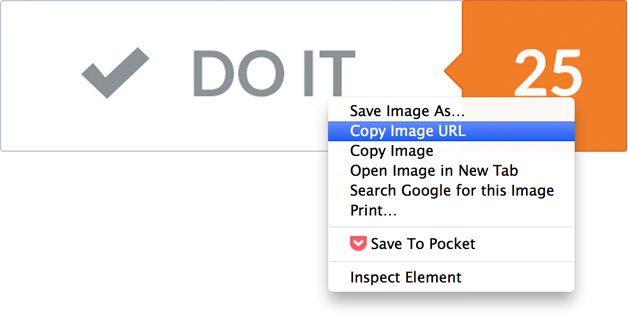 DO IT
25
Save Image As…
Copy Image URL
Copy Image
Open Image in New Tab
Search Google for this Image
Print…
Save To Pocket
Inspect Element